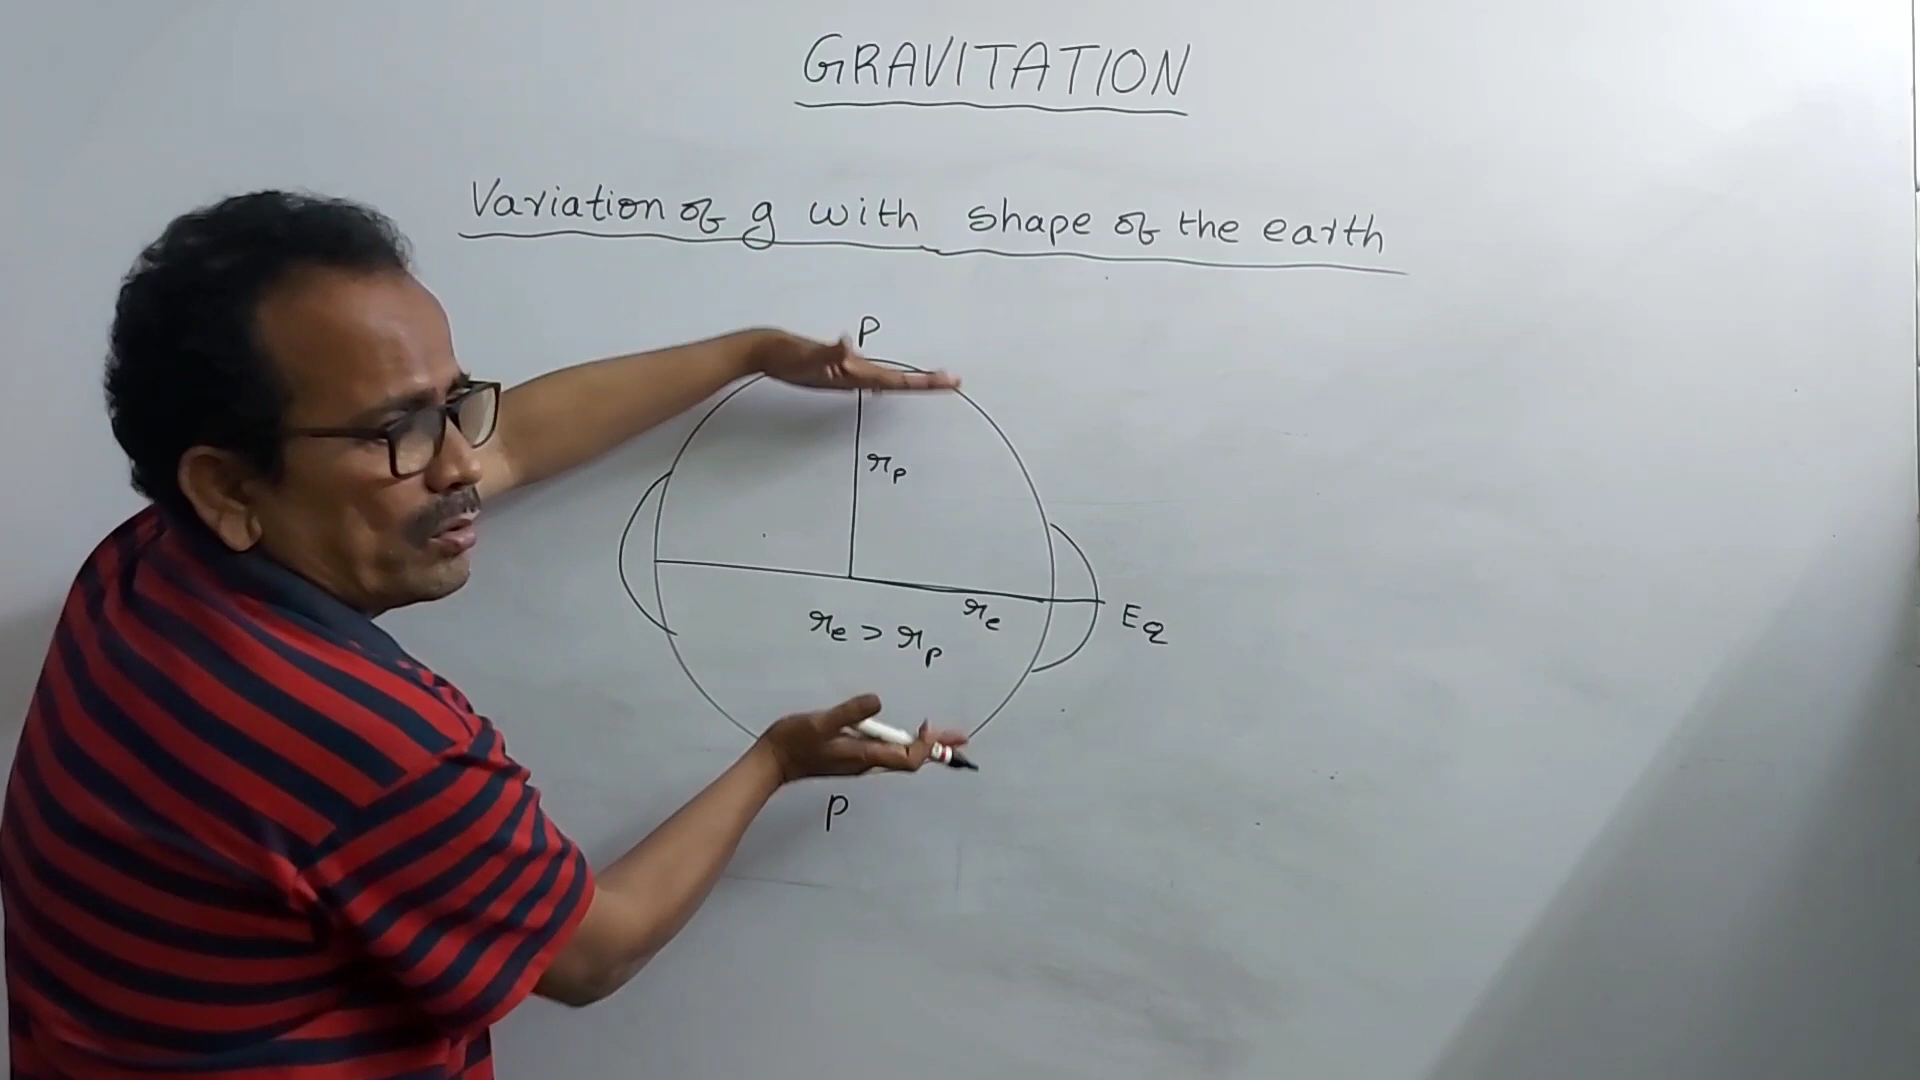 GRAVITATION
Variation of g with shape of the earth
P
rₚ
rₑ
Eq
rₑ > rₚ
P